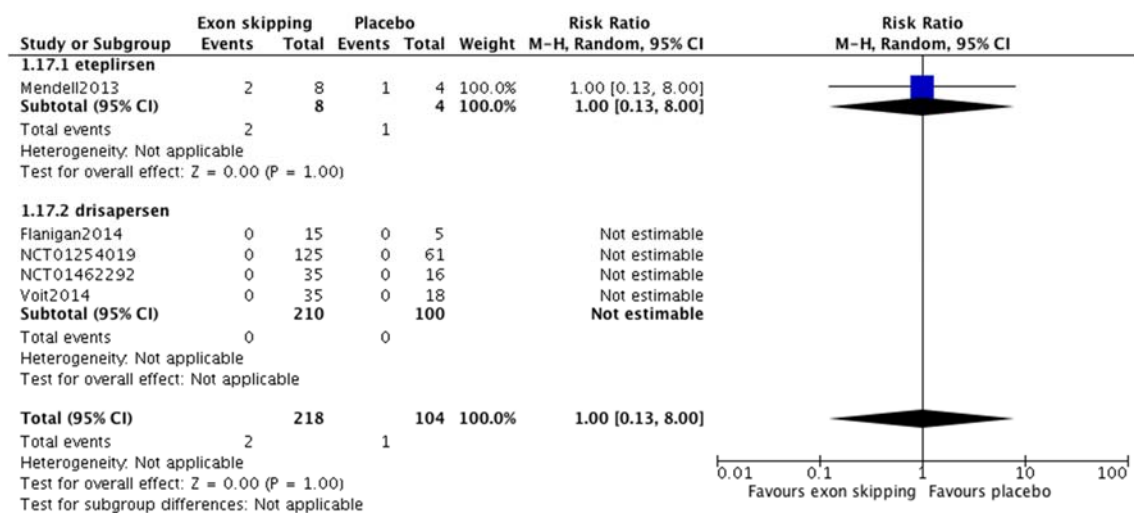 Exon skipping Placebo Risk Ratio Risk Ratio
Study or Subgroup Events Total Events Total Weight M-H, Random, 95% CI M-H, Random, 95% CI
1.17.1 eteplirsen
Mendell2013 2 8 1 4 100.0% 1.00 [0.13, 8.00]
Subtotal (95% CI) 8 4 100.0% 1.00 [0.13, 8.00]
Total events 2 1
Heterogeneity: Not applicable
Test for overall effect: Z = 0.00 (P = 1.00)
1.17.2 drisapersen
Flanigan2014 0 15 0 5 Not estimable
NCT01254019 0 125 0 61 Not estimable
NCT01462292 0 35 0 16 Not estimable
Voit2014 0 35 0 18 Not estimable
Subtotal (95% CI) 210 100 Not estimable
Total events 0 0
Heterogeneity: Not applicable
Test for overall effect: Not applicable
Total (95% CI) 218 104 100.0% 1.00 [0.13, 8.00]
Total events 2 1
Heterogeneity: Not applicable
Test for overall effect: Z = 0.00 (P = 1.00)
Test for subgroup differences: Not applicable
0.01 0.1 1 10 100
Favours exon skipping Favours placebo